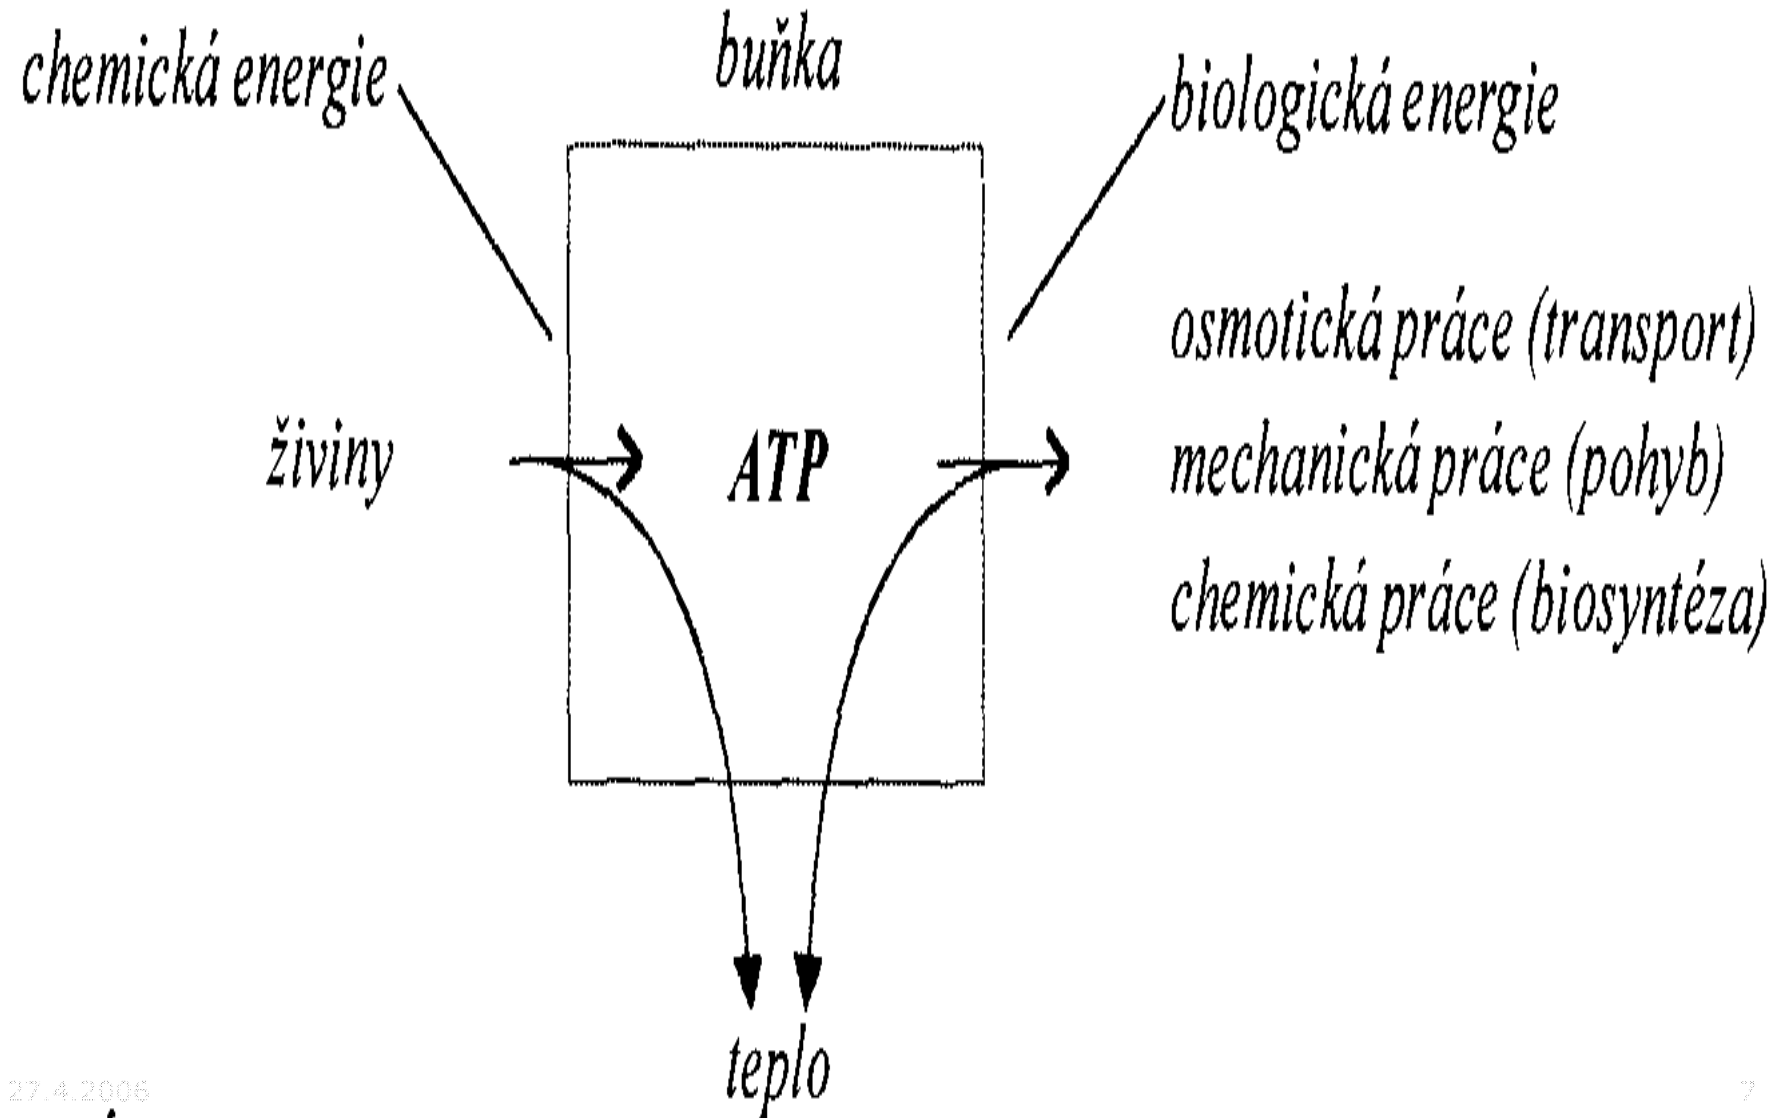 chemická energie
buňka
biologická energie
osmotická práce (transport)
živiny
ATP
mechanická práce (pohyb)
chemická práce (biosyntéza)
teplo
27.4.2006
7